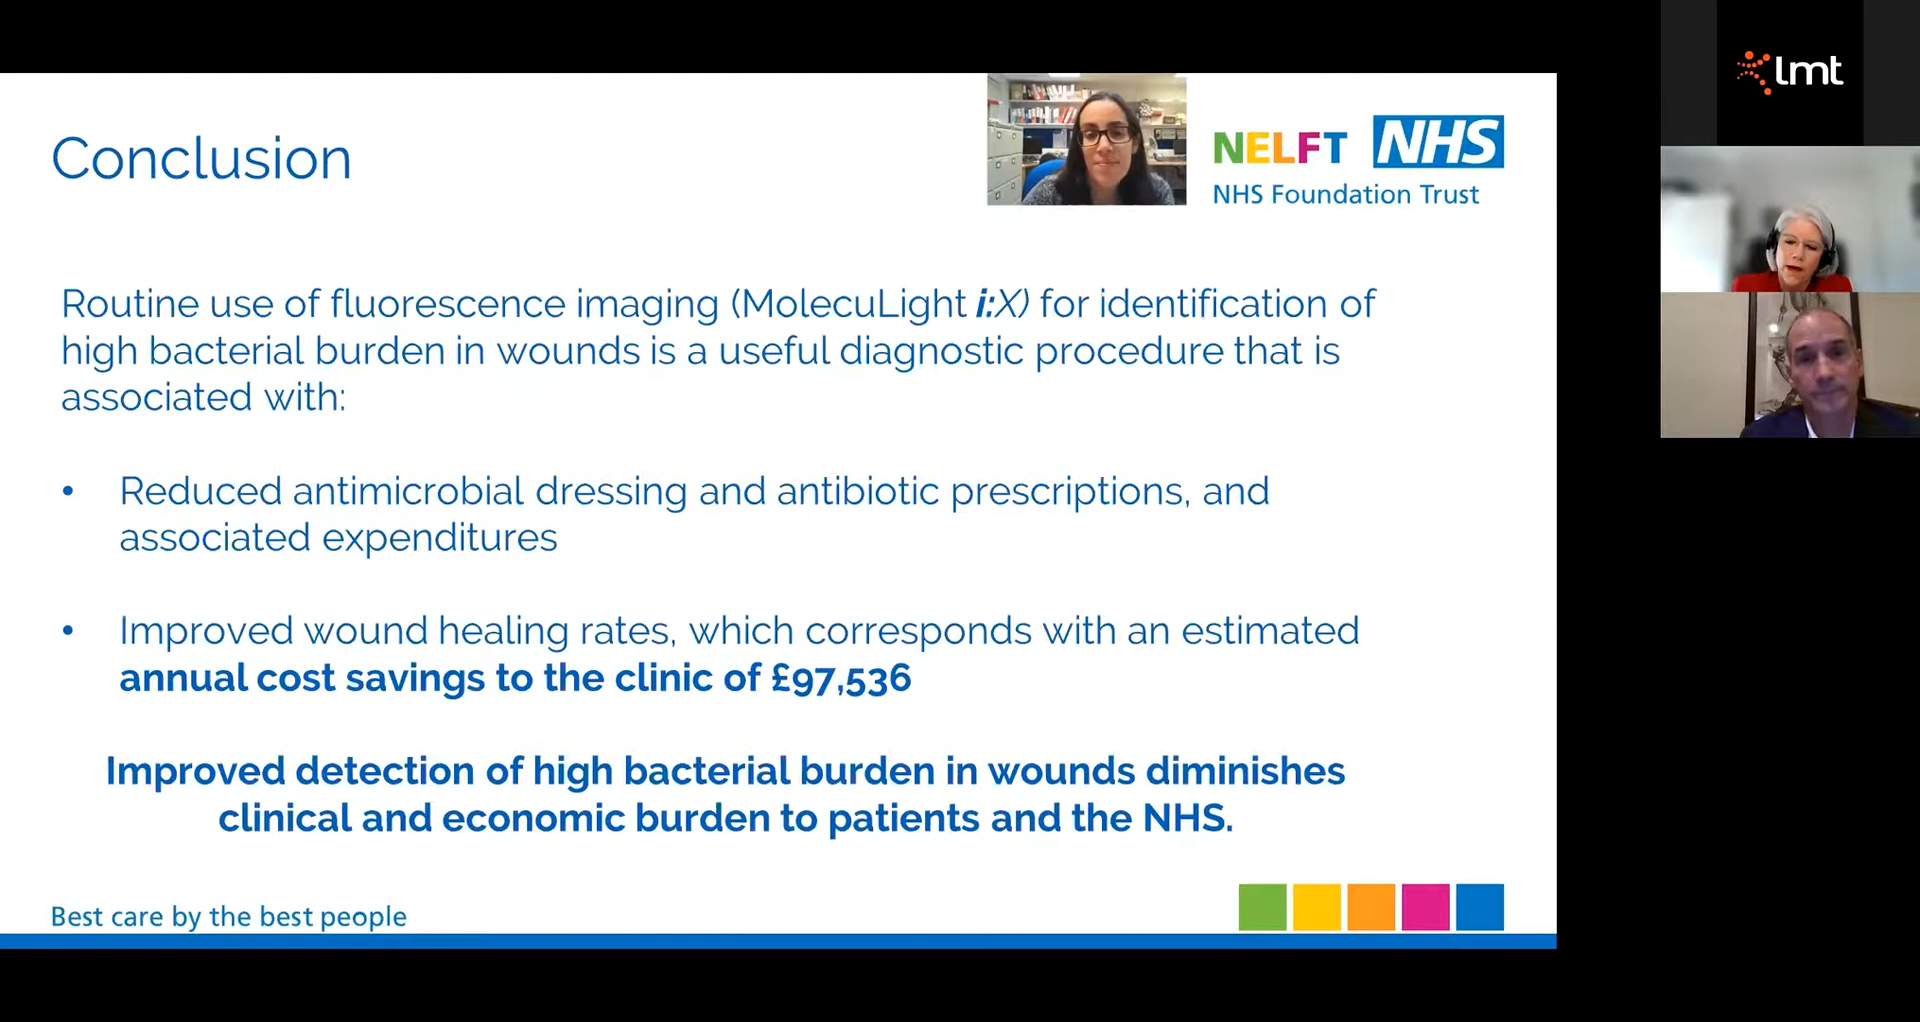 lmt
Conclusion
NELFT NHS
NHS Foundation Trust
Routine use of fluorescence imaging (MolecuLight i:X) for identification of
high bacterial burden in wounds is a useful diagnostic procedure that is
associated with:
• Reduced antimicrobial dressing and antibiotic prescriptions, and
associated expenditures
• Improved wound healing rates, which corresponds with an estimated
annual cost savings to the clinic of £97,536
Improved detection of high bacterial burden in wounds diminishes
clinical and economic burden to patients and the NHS.
Best care by the best people